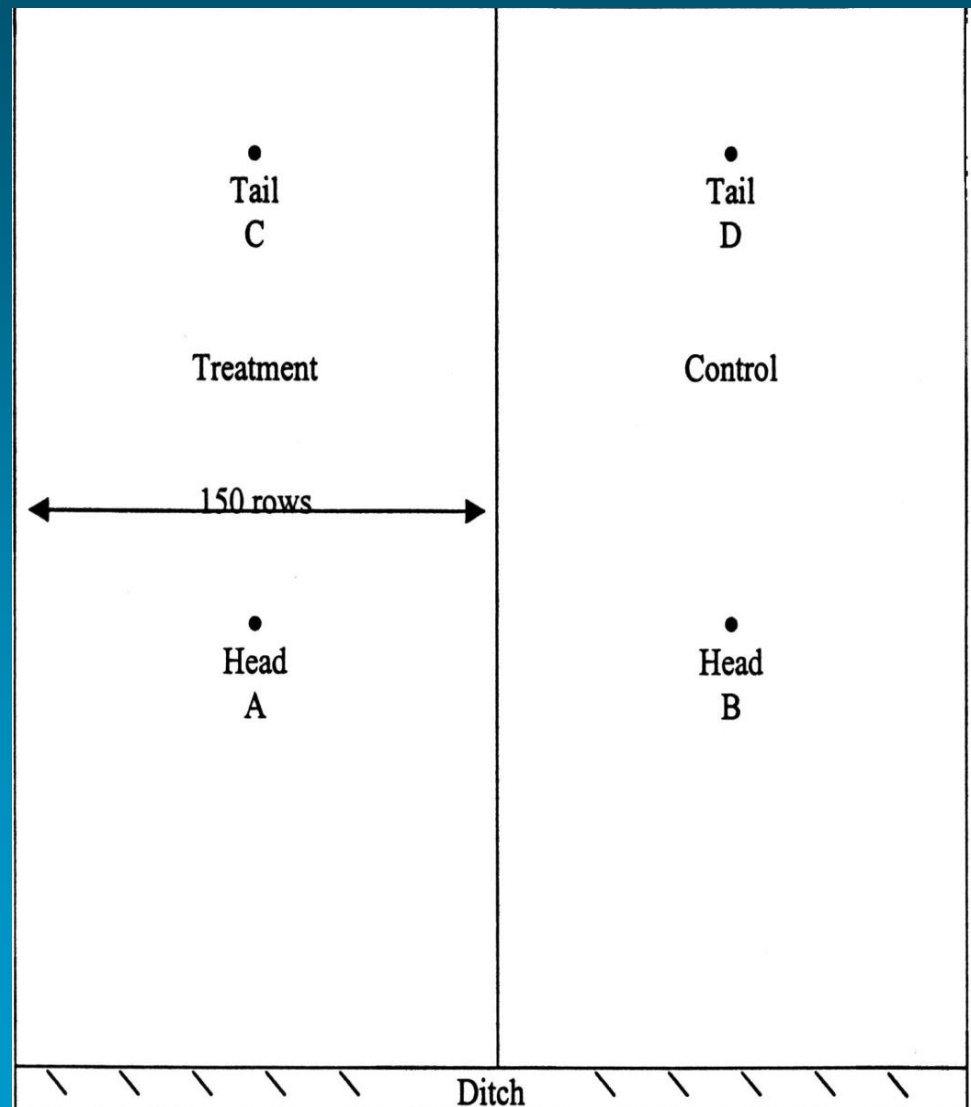 Tail
C
Tail
D
Treatment
Control
150 rows
Head
A
Head
B
Ditch